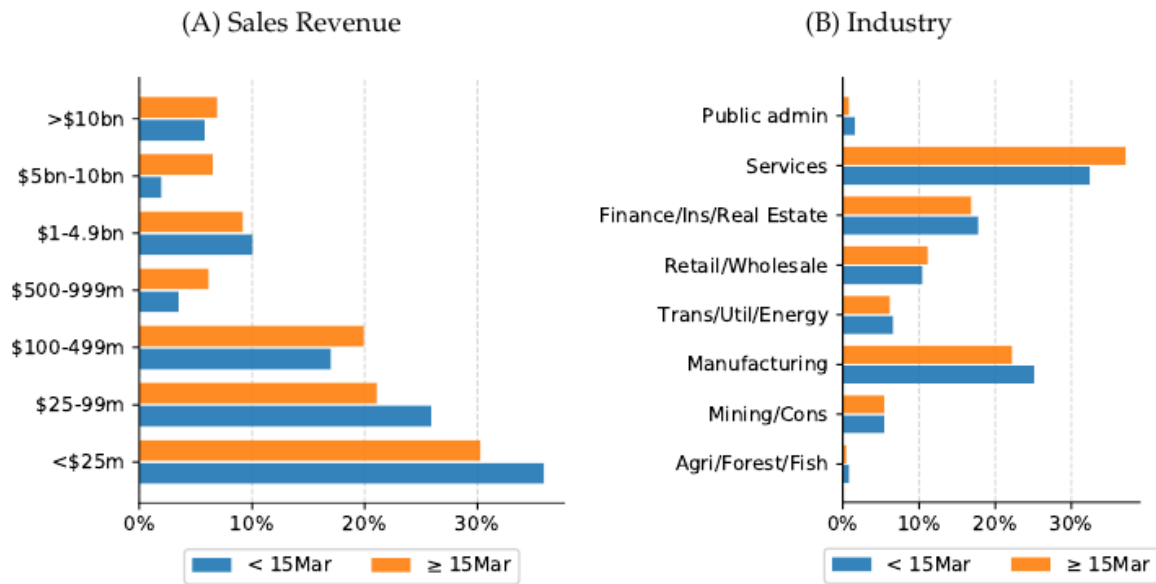 (A) Sales Revenue
>$10bn
$5bn-10bn
$1-4.9bn
$500-999m
$100-499m
$25-99m
<$25m
0% 10% 20% 30%
< 15Mar ≥ 15Mar
(B) Industry
Public admin
Services
Finance/Ins/Real Estate
Retail/Wholesale
Trans/Util/Energy
Manufacturing
Mining/Cons
Agri/Forest/Fish
0% 10% 20% 30%
< 15Mar ≥ 15Mar